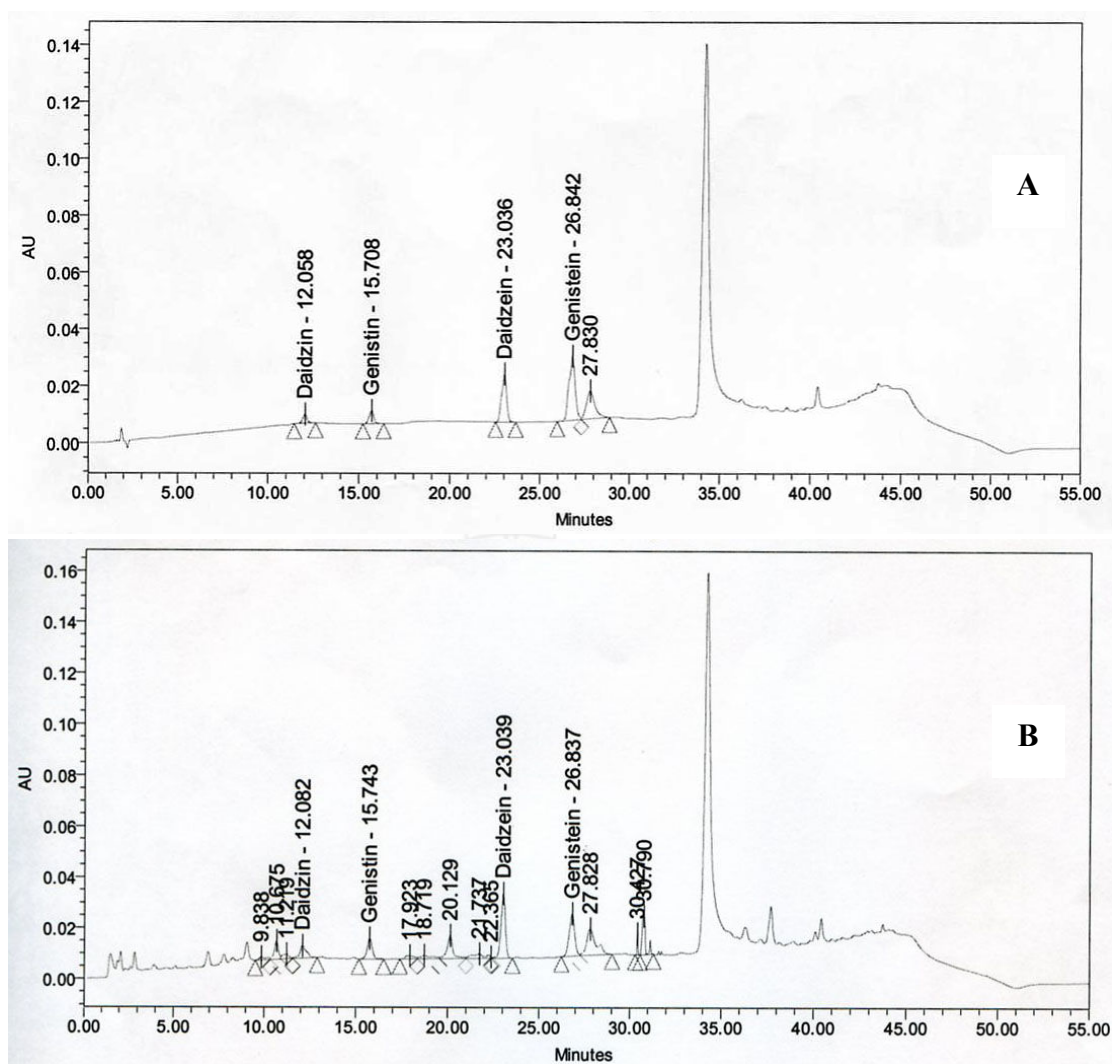 0.14
0.12
0.10
0.08
0.06
0.04
0.02
0.00
AU
A
Daidzin - 12.058
Genistin - 15.708
Daidzein - 23.036
Genistein - 26.842
27.830
0.00 5.00 10.00 15.00 20.00 25.00 30.00 35.00 40.00 45.00 50.00 55.00
Minutes
0.16
0.14
0.12
0.10
0.08
0.06
0.04
0.02
0.00
AU
B
9.838
10.675
11.219
Daidzin - 12.082
Genistin - 15.743
17.923
18.719
20.129
21.737
22.365
Daidzein - 23.039
Genistein - 26.837
27.828
30.427
30.790
0.00 5.00 10.00 15.00 20.00 25.00 30.00 35.00 40.00 45.00 50.00 55.00
Minutes